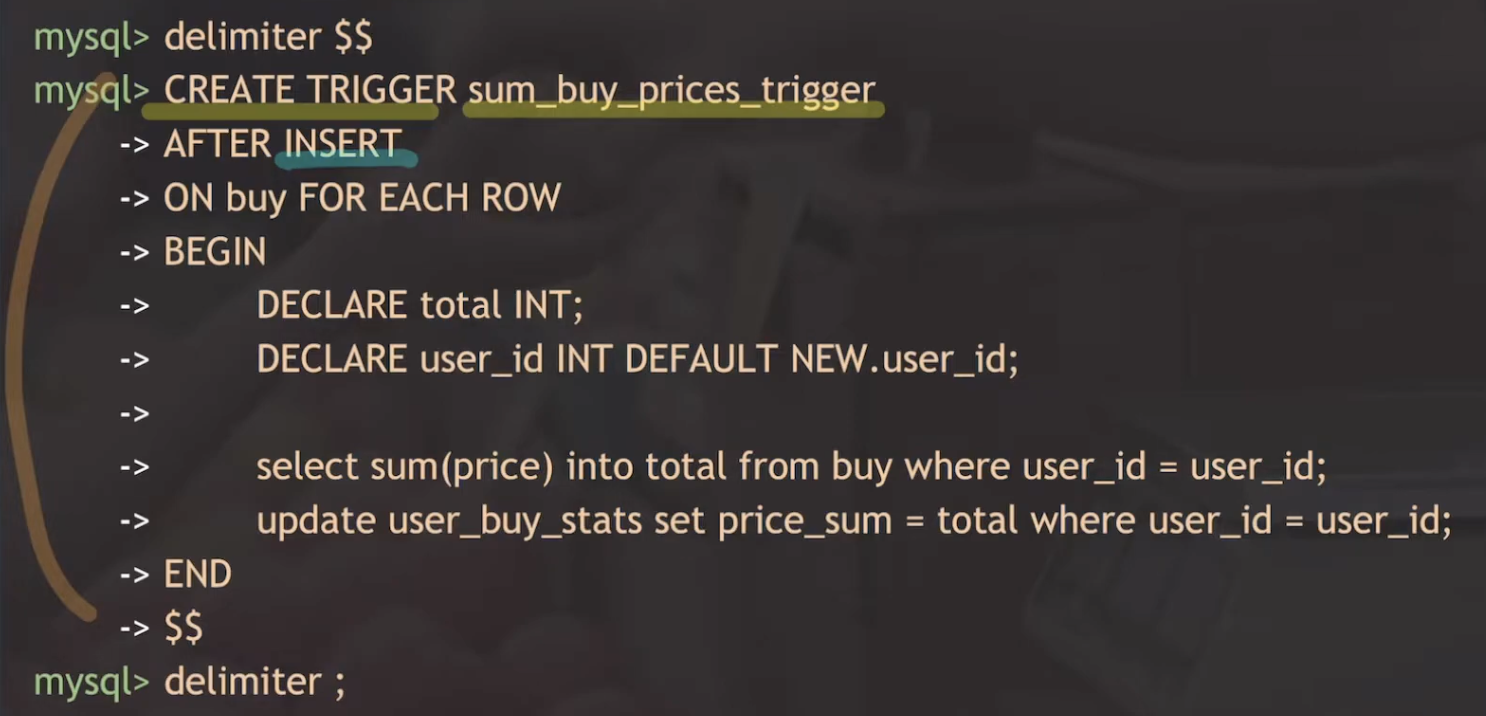 mysql> delimiter $$
mysql> CREATE TRIGGER sum_buy_prices_trigger
-> AFTER INSERT
-> ON buy FOR EACH ROW
-> BEGIN
-> DECLARE total INT;
-> DECLARE user_id INT DEFAULT NEW.user_id;
->
-> select sum(price) into total from buy where user_id = user_id;
-> update user_buy_stats set price_sum = total where user_id = user_id;
-> END
-> $$
mysql> delimiter ;